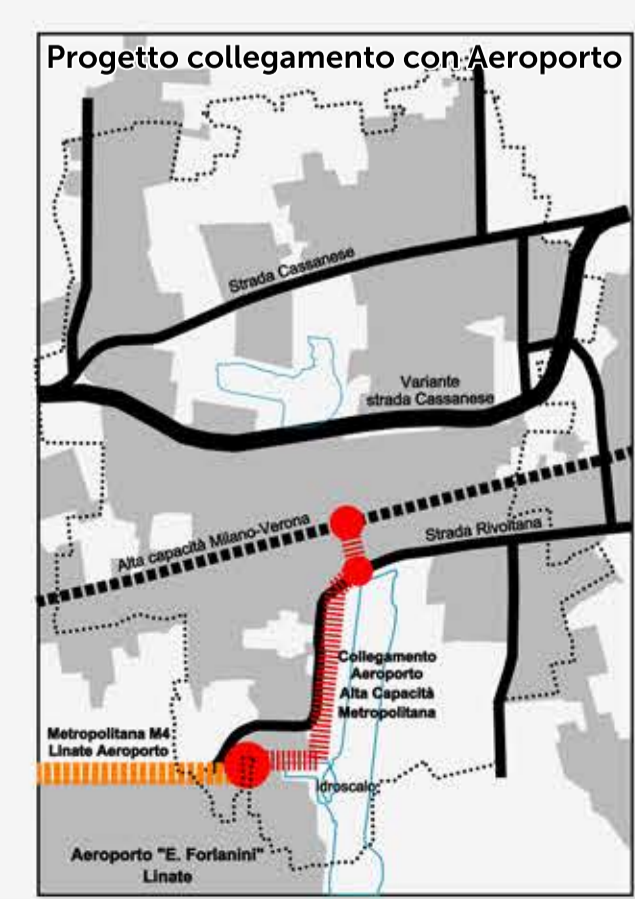 Progetto collegamento con Aeroporto
Strada Cassanese
Variante
strada Cassanese
Alta capacità Milano-Verona
Strada Rivoltana
Collegamento
Aeroporto
Alta Capacità
Metropolitana
Metropolitana M4
Linate Aeroporto
Idroscalo
Aeroporto "E. Forlanini"
Linate